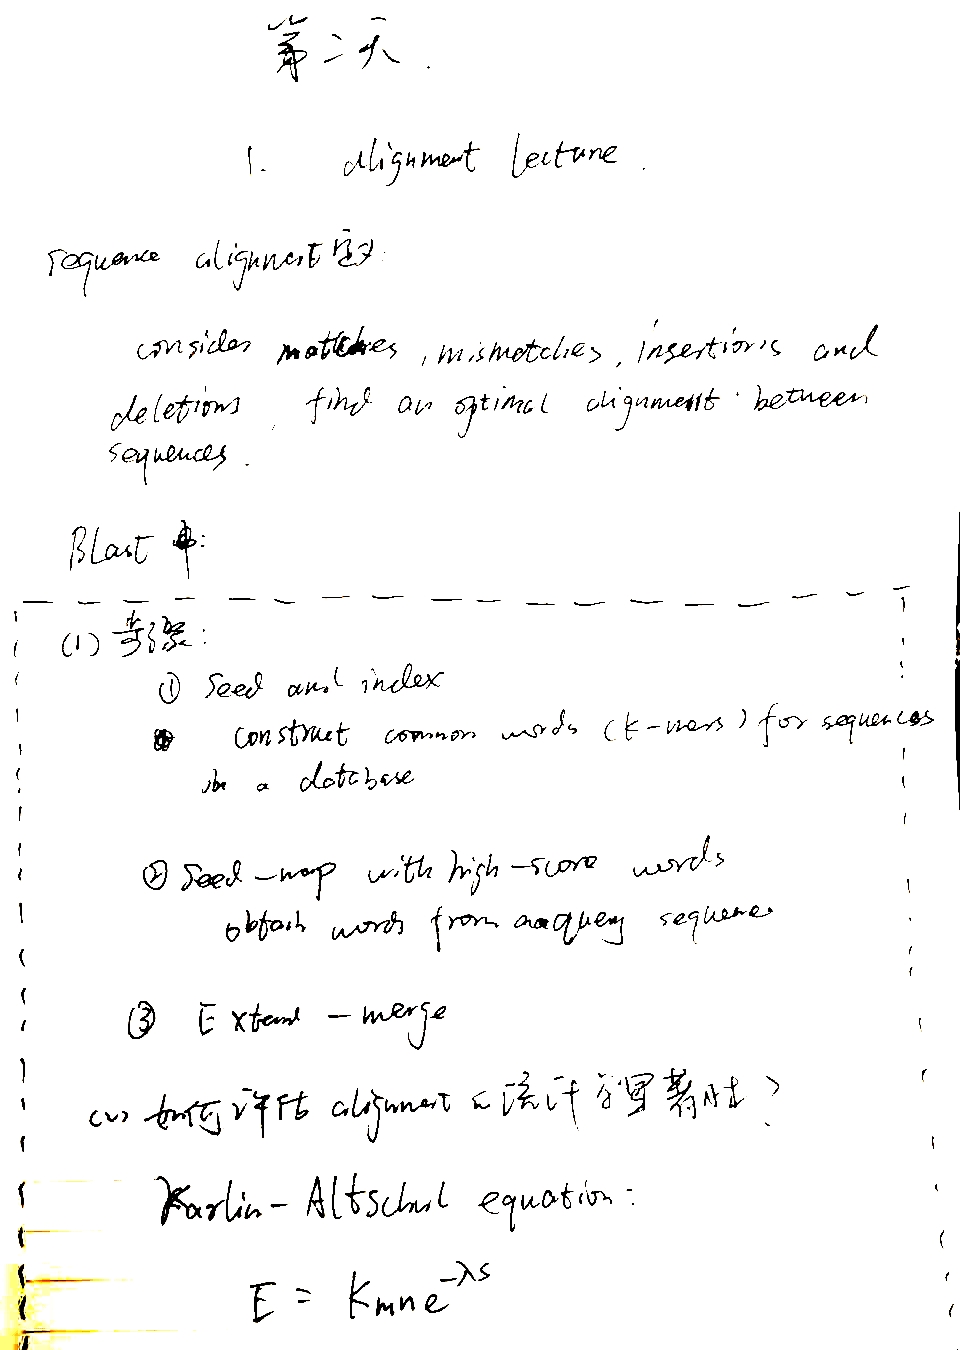 第二天.
1. alignment lecture.
sequence alignment 定义:
consider matches, mismatches, insertions and
deletions, find an optimal alignment between
sequences.
Blast 中:
(1) 步骤:
① Seed and index
construct common words (k-mers) for sequences
in a database
② Seed-map with high-score words
obtain words from a query sequence
③ Extend - merge
(2) 如何评估 alignment 的统计学显著性?
Karlin-Altschul equation:
E = Kmne^{-λS}